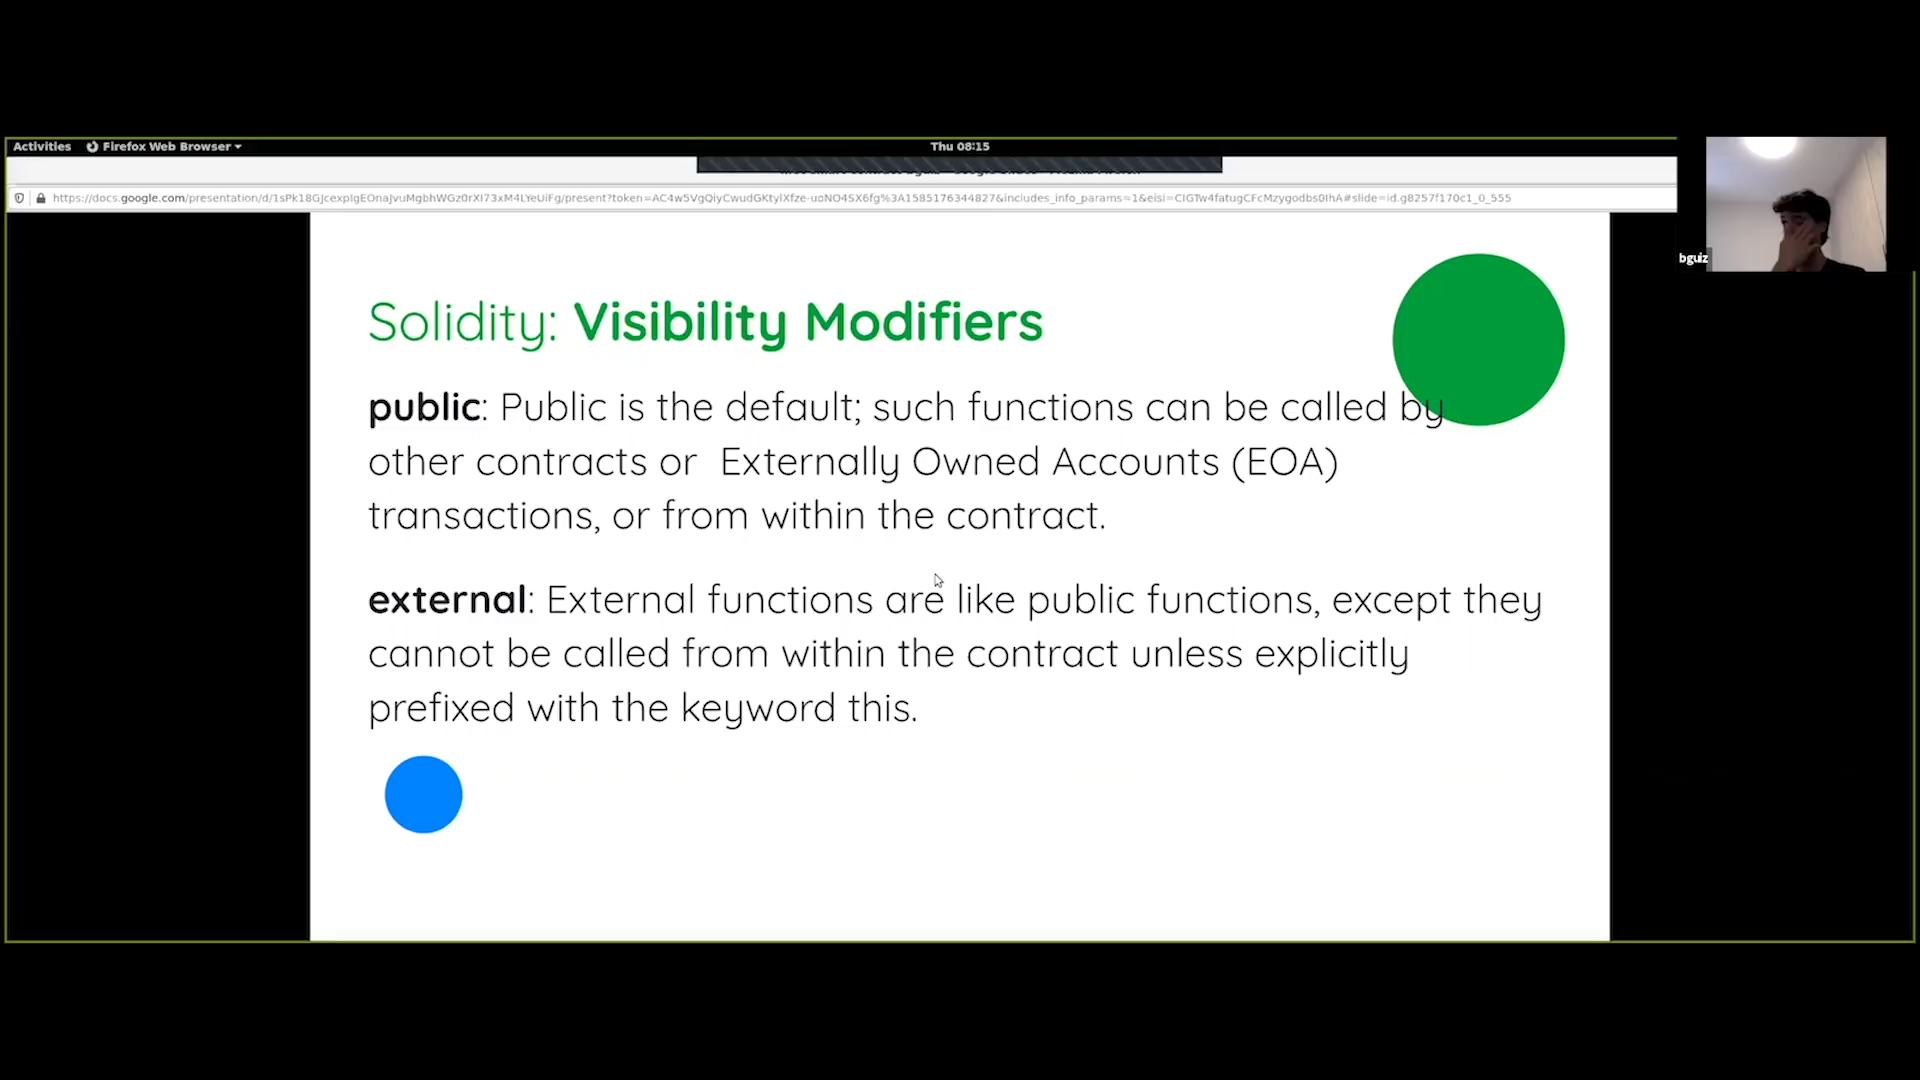 Activities Firefox Web Browser
Thu 08:15
https://docs.google.com/presentation/d/1sPk18GJcexpIgEOnaJvuMgbhWGz0rXI73xM4LYeUiFg/present?token=AC4w5VgQiyCwudGKtylXfze-uoNO4SX6fg%3A1585176344827&includes_info_params=1&eisi=CIGTw4fatugCFcMzygodbs0IhA#slide=id.g8257f170c1_0_555
bguiz
Solidity: Visibility Modifiers
public: Public is the default; such functions can be called by
other contracts or Externally Owned Accounts (EOA)
transactions, or from within the contract.
external: External functions are like public functions, except they
cannot be called from within the contract unless explicitly
prefixed with the keyword this.